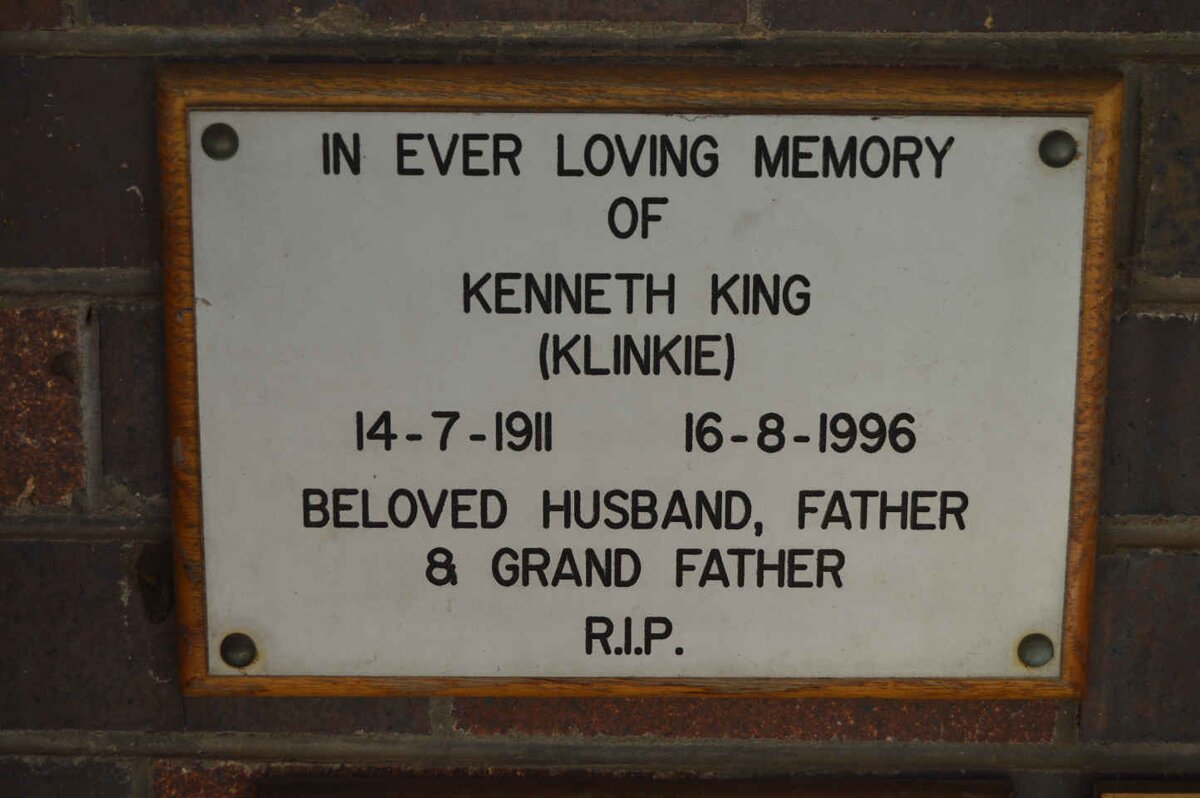 IN EVER LOVING MEMORY
OF
KENNETH KING
(KLINKIE)
14-7-1911 16-8-1996
BELOVED HUSBAND, FATHER
& GRAND FATHER
R.I.P.